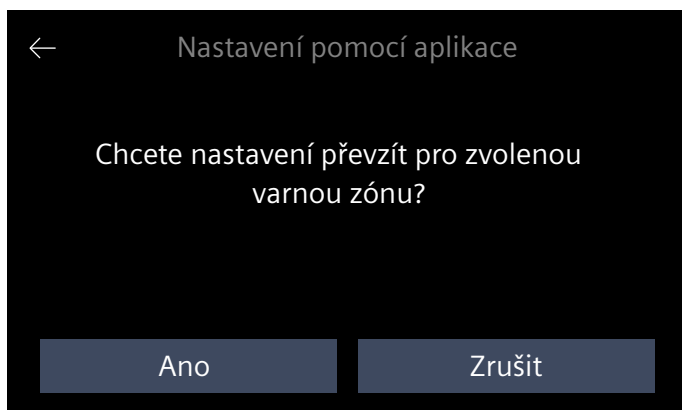 Nastavení pomocí aplikace
Chcete nastavení převzít pro zvolenou
varnou zónu?
Ano
Zrušit